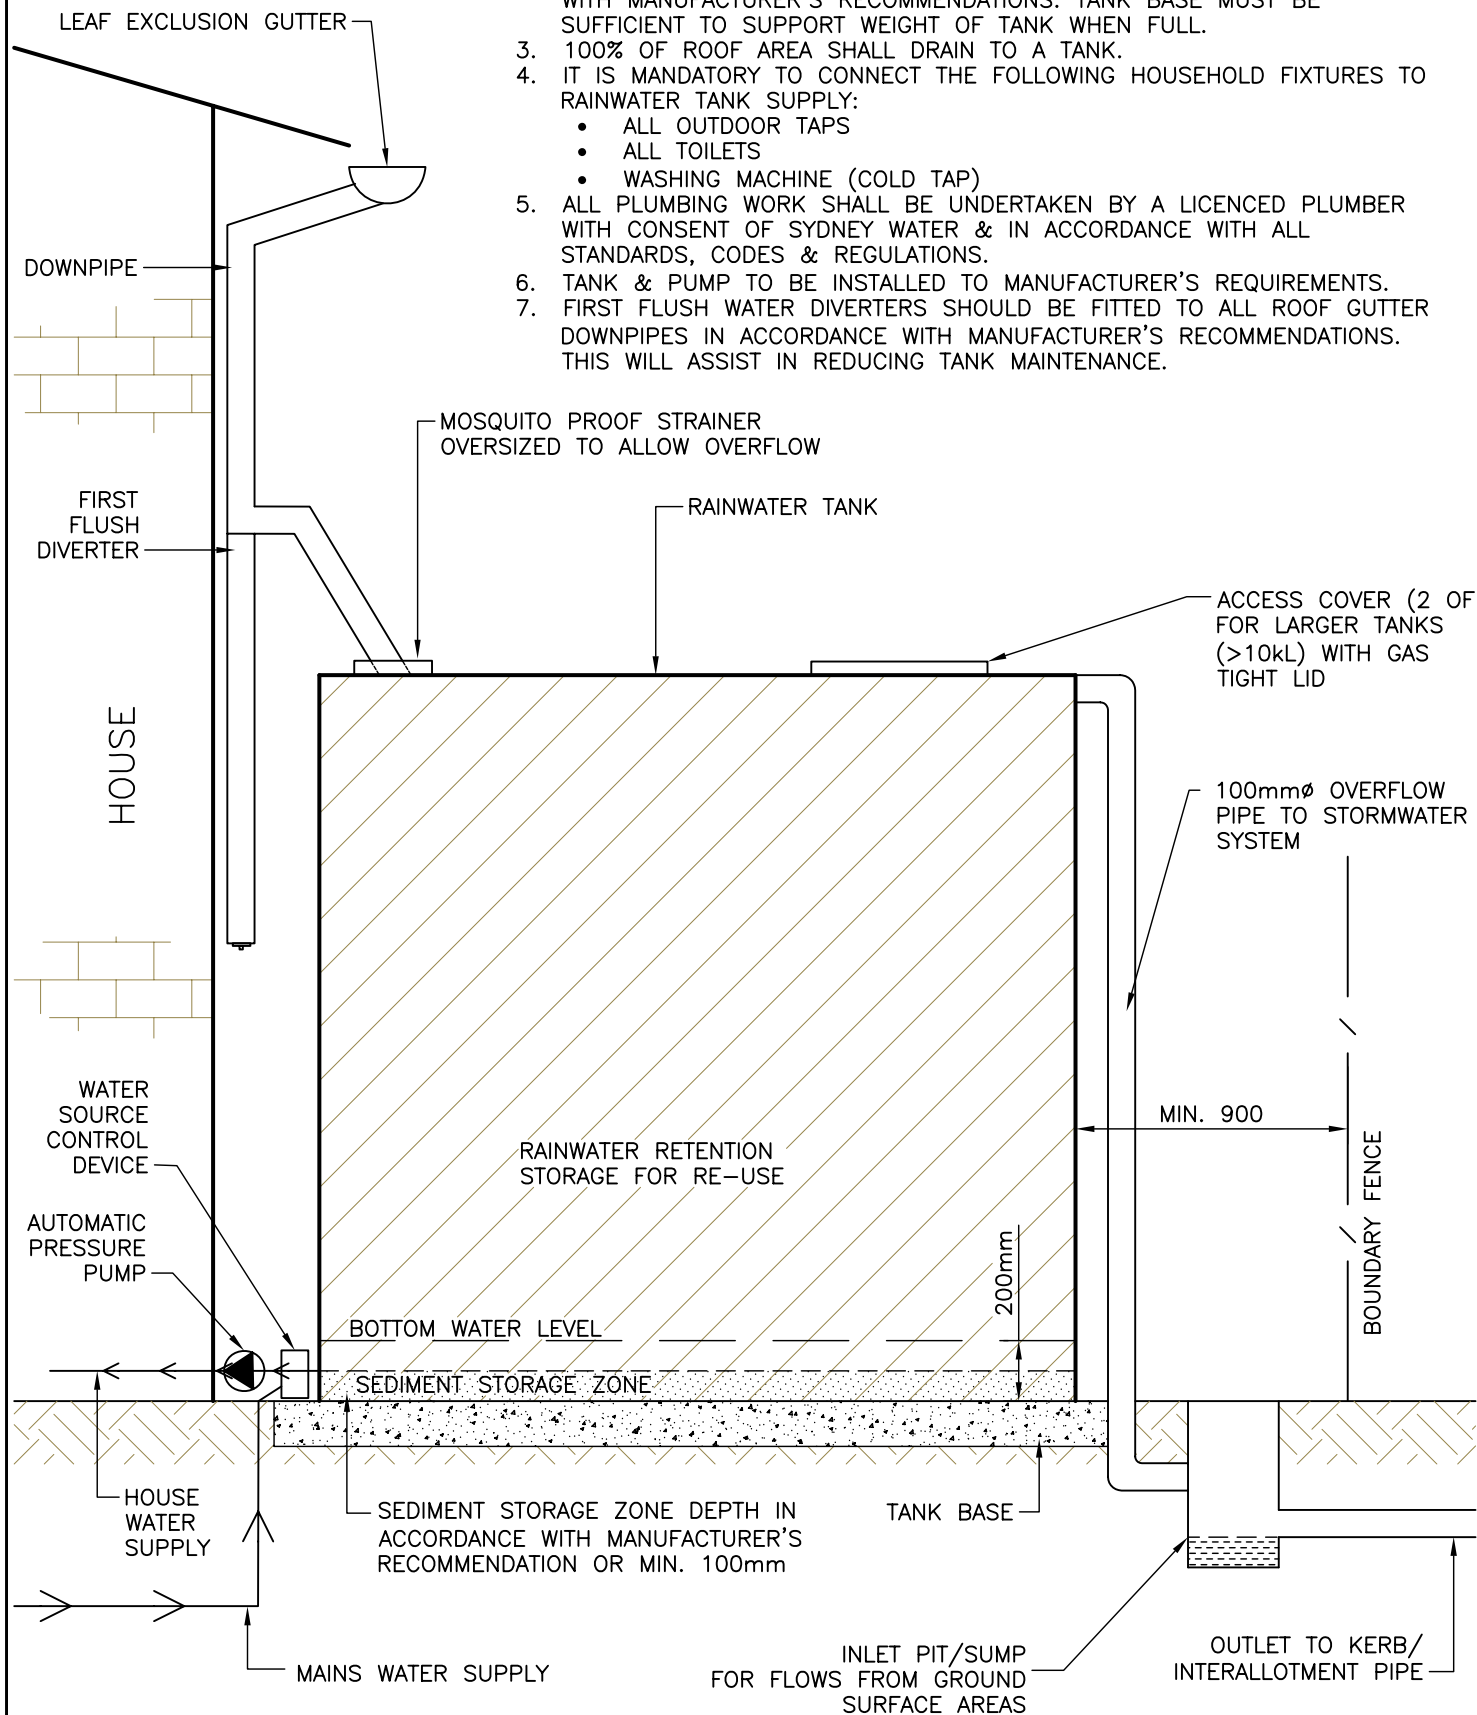 WITH MANUFACTURER'S RECOMMENDATIONS. TANK BASE MUST BE
SUFFICIENT TO SUPPORT WEIGHT OF TANK WHEN FULL.
3. 100% OF ROOF AREA SHALL DRAIN TO A TANK.
4. IT IS MANDATORY TO CONNECT THE FOLLOWING HOUSEHOLD FIXTURES TO
RAINWATER TANK SUPPLY:
• ALL OUTDOOR TAPS
• ALL TOILETS
• WASHING MACHINE (COLD TAP)
5. ALL PLUMBING WORK SHALL BE UNDERTAKEN BY A LICENCED PLUMBER
WITH CONSENT OF SYDNEY WATER & IN ACCORDANCE WITH ALL
STANDARDS, CODES & REGULATIONS.
6. TANK & PUMP TO BE INSTALLED TO MANUFACTURER'S REQUIREMENTS.
7. FIRST FLUSH WATER DIVERTERS SHOULD BE FITTED TO ALL ROOF GUTTER
DOWNPIPES IN ACCORDANCE WITH MANUFACTURER'S RECOMMENDATIONS.
THIS WILL ASSIST IN REDUCING TANK MAINTENANCE.
LEAF EXCLUSION GUTTER
DOWNPIPE
MOSQUITO PROOF STRAINER
OVERSIZED TO ALLOW OVERFLOW
FIRST
FLUSH
DIVERTER
RAINWATER TANK
ACCESS COVER (2 OF
FOR LARGER TANKS
(>10kL) WITH GAS
TIGHT LID
HOUSE
100mmø OVERFLOW
PIPE TO STORMWATER
SYSTEM
WATER
SOURCE
CONTROL
DEVICE
MIN. 900
BOUNDARY FENCE
RAINWATER RETENTION
STORAGE FOR RE-USE
AUTOMATIC
PRESSURE
PUMP
200mm
BOTTOM WATER LEVEL
SEDIMENT STORAGE ZONE
HOUSE
WATER
SUPPLY
SEDIMENT STORAGE ZONE DEPTH IN
ACCORDANCE WITH MANUFACTURER'S
RECOMMENDATION OR MIN. 100mm
TANK BASE
MAINS WATER SUPPLY
INLET PIT/SUMP
FOR FLOWS FROM GROUND
SURFACE AREAS
OUTLET TO KERB/
INTERALLOTMENT PIPE